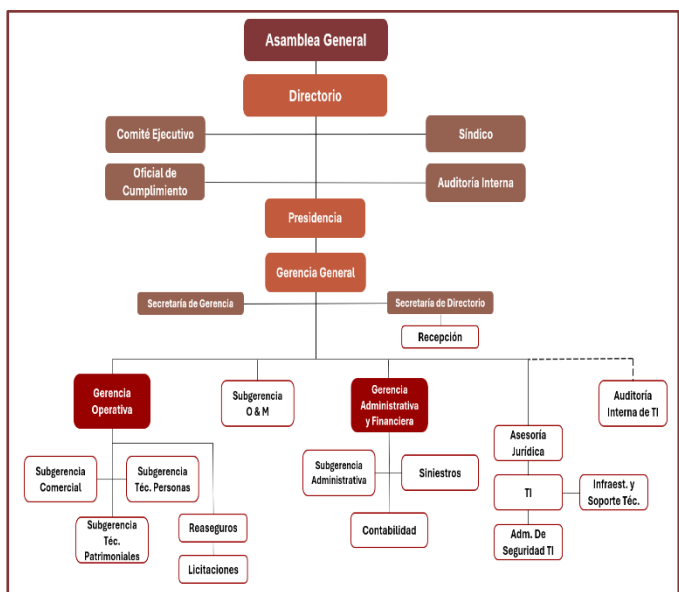 Asamblea General
Directorio
Comité Ejecutivo
Síndico
Oficial de
Cumplimiento
Auditoría Interna
Presidencia
Gerencia General
Secretaría de Gerencia
Secretaría de Directorio
Recepción
Gerencia
Operativa
Subgerencia
O & M
Gerencia
Administrativa
y Financiera
Auditoría
Interna de TI
Asesoría
Jurídica
Subgerencia
Comercial
Subgerencia
Téc. Personas
Subgerencia
Administrativa
Siniestros
TI
Infraest. y
Soporte Téc.
Subgerencia
Téc.
Patrimoniales
Reaseguros
Contabilidad
Adm. De
Seguridad TI
Licitaciones